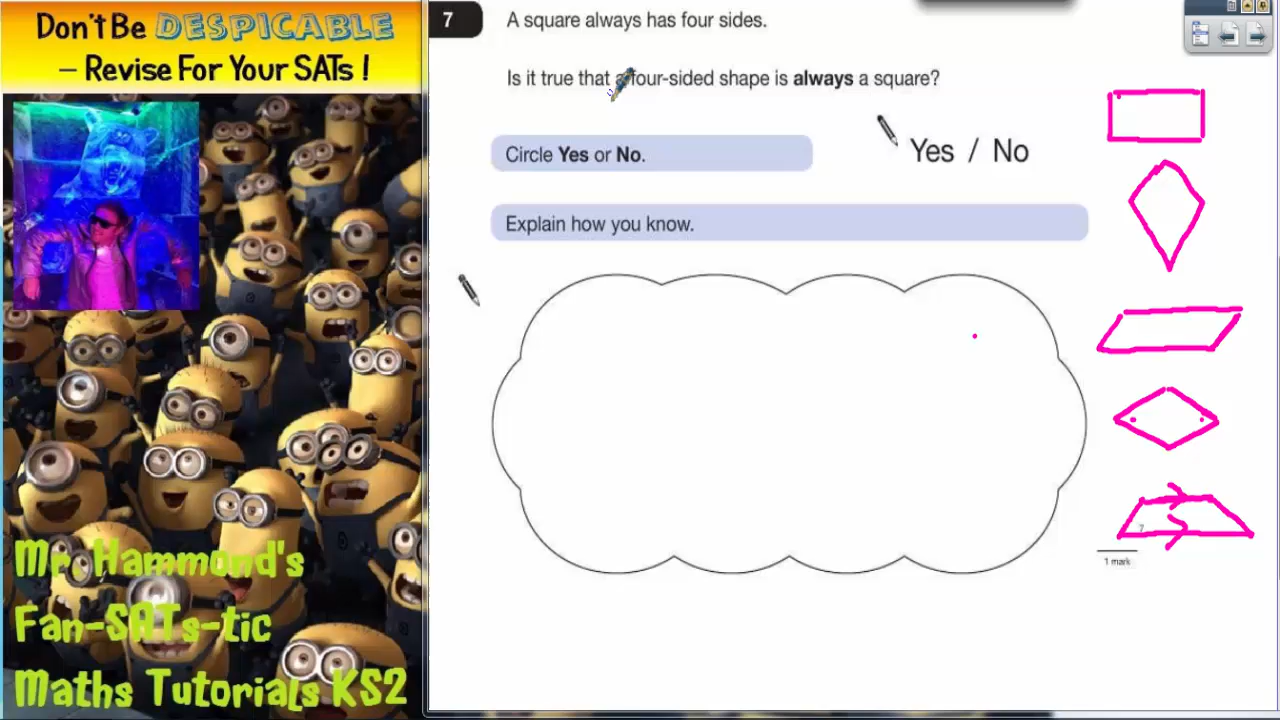 Don't Be DESPICABLE
– Revise For Your SATs !
Mr Hammond's
Fan-SATs-tic
Maths Tutorials KS2
7
A square always has four sides.
Is it true that a four-sided shape is always a square?
Circle Yes or No.
Yes / No
Explain how you know.
7
1 mark